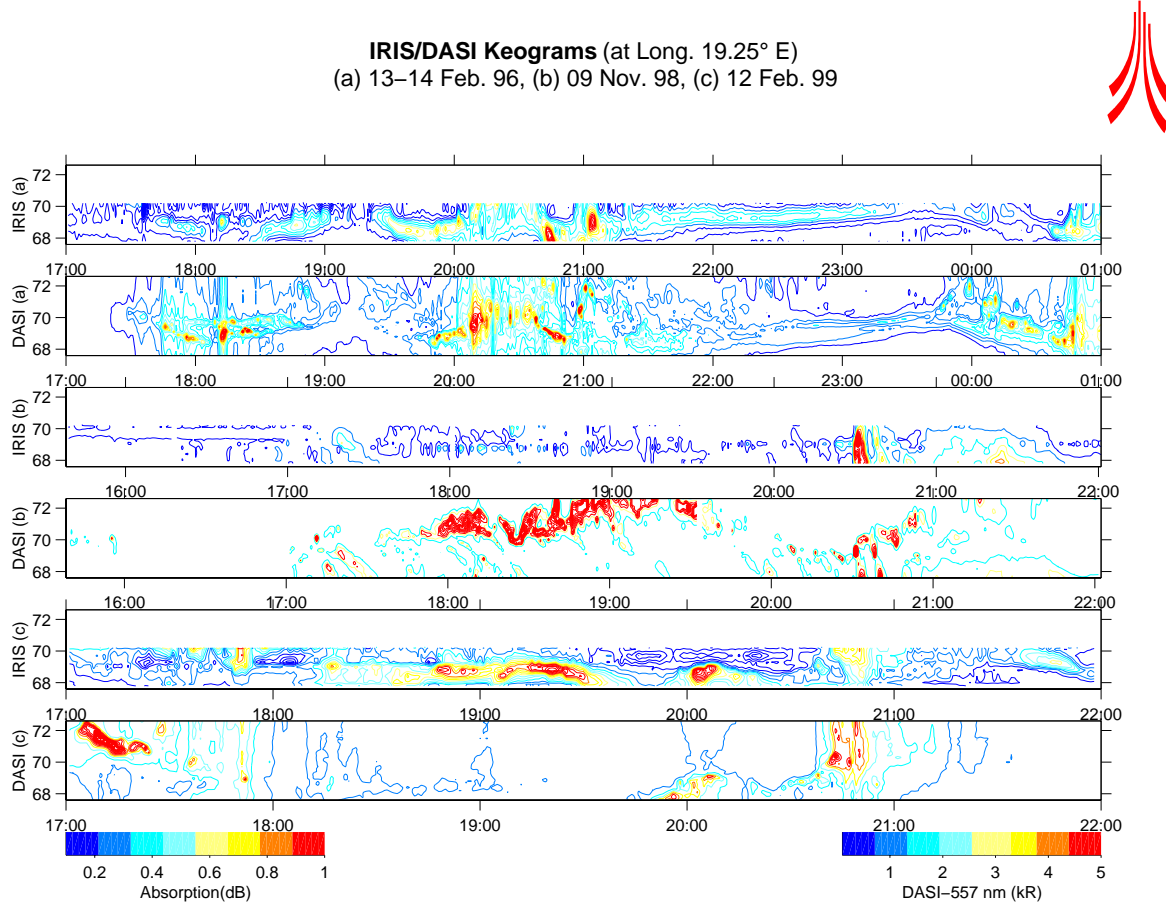 IRIS/DASI Keograms (at Long. 19.25° E)
(a) 13–14 Feb. 96, (b) 09 Nov. 98, (c) 12 Feb. 99
72
70
68
IRIS (a)
17:00 18:00 19:00 20:00 21:00 22:00 23:00 00:00 01:00
72
70
68
DASI (a)
17:00 18:00 19:00 20:00 21:00 22:00 23:00 00:00 01:00
72
70
68
IRIS (b)
16:00 17:00 18:00 19:00 20:00 21:00 22:00
72
70
68
DASI (b)
16:00 17:00 18:00 19:00 20:00 21:00 22:00
72
70
68
IRIS (c)
17:00 18:00 19:00 20:00 21:00 22:00
72
70
68
DASI (c)
17:00 18:00 19:00 20:00 21:00 22:00
0.2 0.4 0.6 0.8 1
Absorption(dB)
1 2 3 4 5
DASI–557 nm (kR)